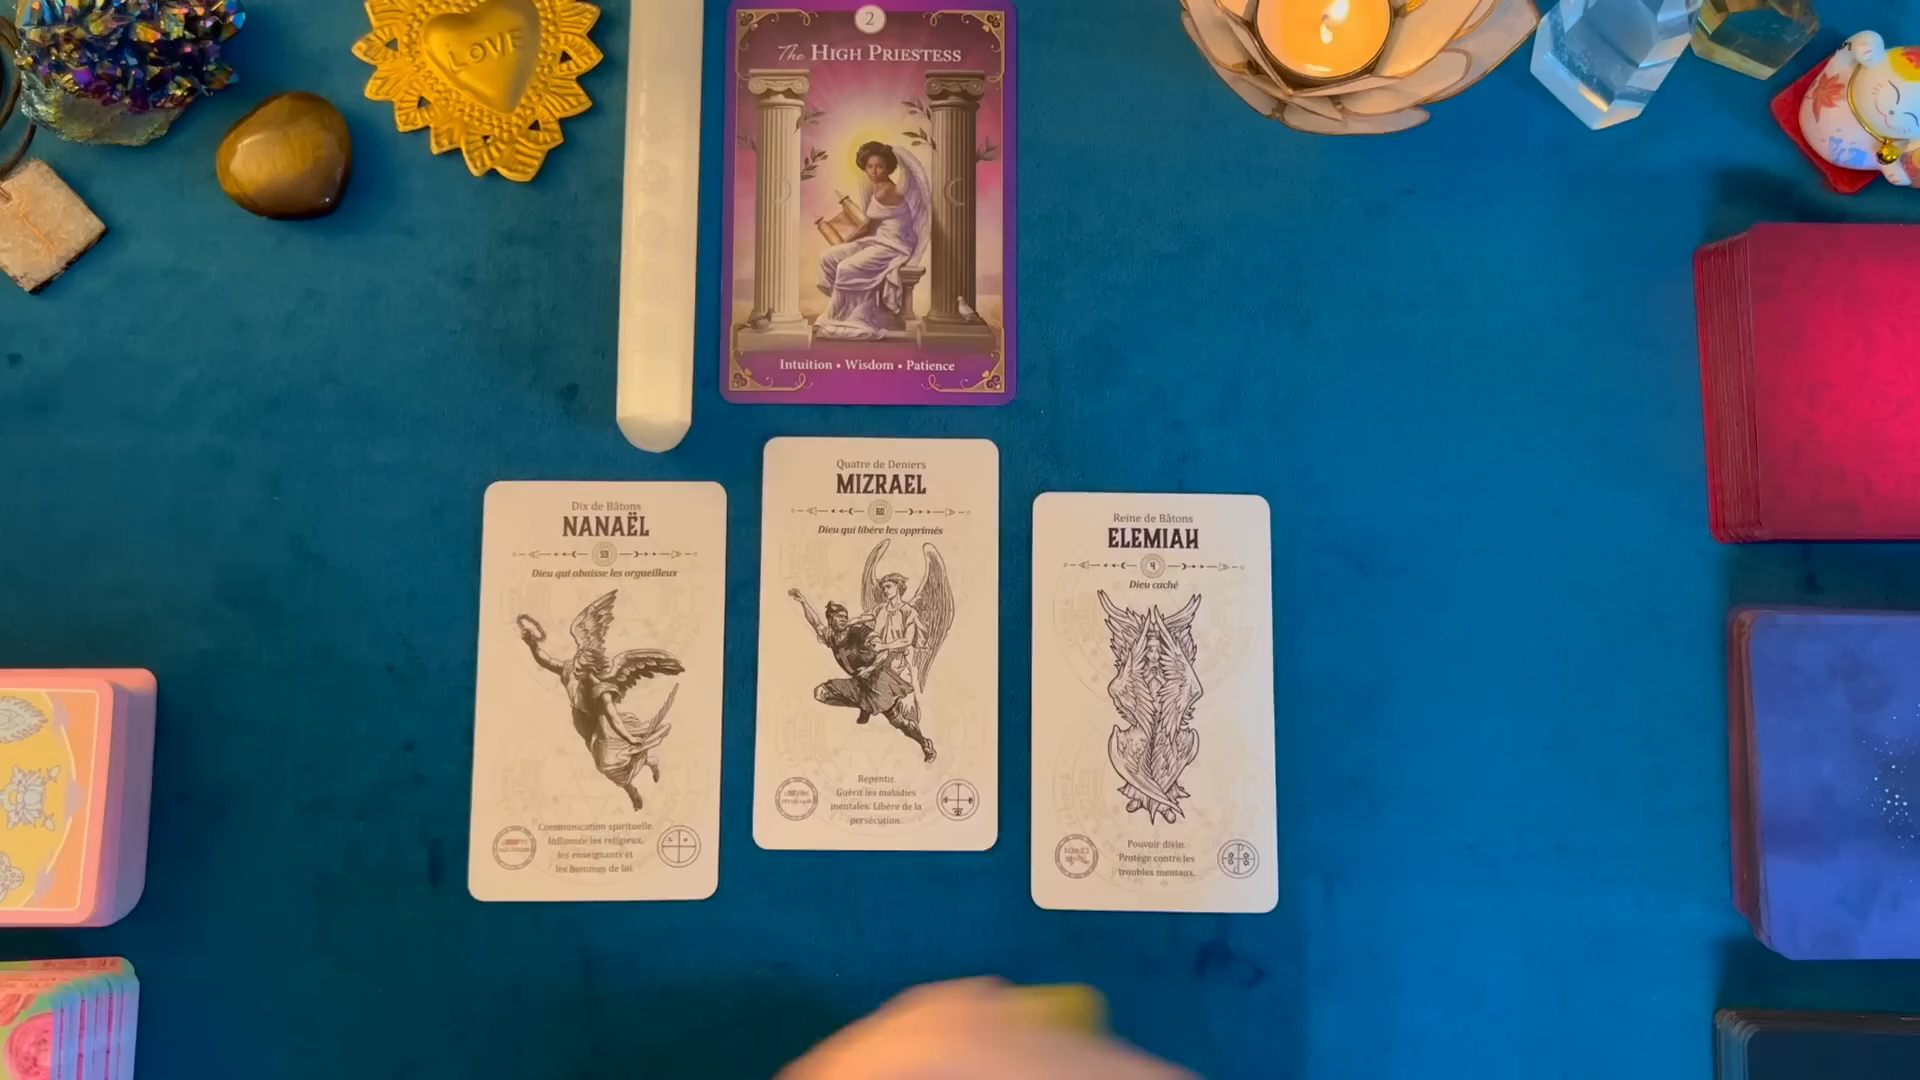 LOVE
2
The HIGH PRIESTESS
Intuition • Wisdom • Patience
Dix de Bâtons
NANAËL
53
Dieu qui abaisse les orgueilleux
Communication spirituelle.
Influence les religieux,
les enseignants et
les hommes de loi.
Quatre de Deniers
MIZRAEL
60
Dieu qui libère les opprimés
Repentir.
Guérit les maladies
mentales. Libère de la
persécution.
Reine de Bâtons
ELEMIAH
4
Dieu caché
Pouvoir divin.
Protège contre les
troubles mentaux.